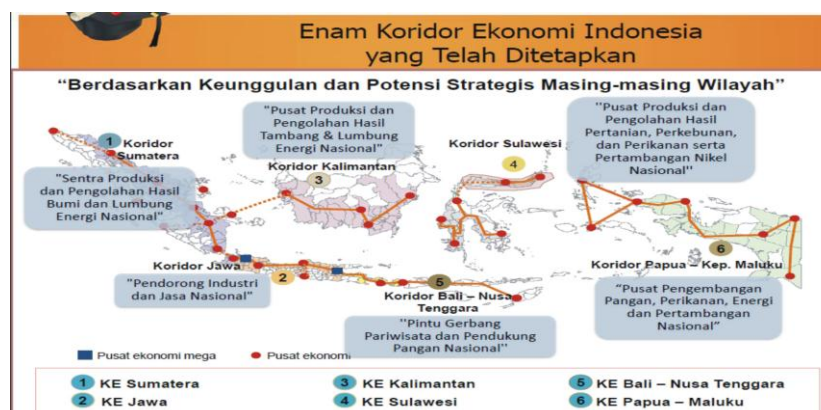 Enam Koridor Ekonomi Indonesia
yang Telah Ditetapkan
“Berdasarkan Keunggulan dan Potensi Strategis Masing-masing Wilayah”
1
Koridor
Sumatera
"Sentra Produksi
dan Pengolahan Hasil
Bumi dan Lumbung
Energi Nasional"
"Pusat Produksi dan
Pengolahan Hasil
Tambang & Lumbung
Energi Nasional"
Koridor Kalimantan
3
Koridor Sulawesi
4
"Pusat Produksi dan
Pengolahan Hasil
Pertanian, Perkebunan,
dan Perikanan serta
Pertambangan Nikel
Nasional''
Koridor Jawa
2
"Pendorong Industri
dan Jasa Nasional"
5
Koridor Bali – Nusa
Tenggara
"Pintu Gerbang
Pariwisata dan Pendukung
Pangan Nasional''
6
Koridor Papua – Kep. Maluku
“Pusat Pengembangan
Pangan, Perikanan, Energi
dan Pertambangan
Nasional”
Pusat ekonomi mega
Pusat ekonomi
1 KE Sumatera
2 KE Jawa
3 KE Kalimantan
4 KE Sulawesi
5 KE Bali – Nusa Tenggara
6 KE Papua – Maluku